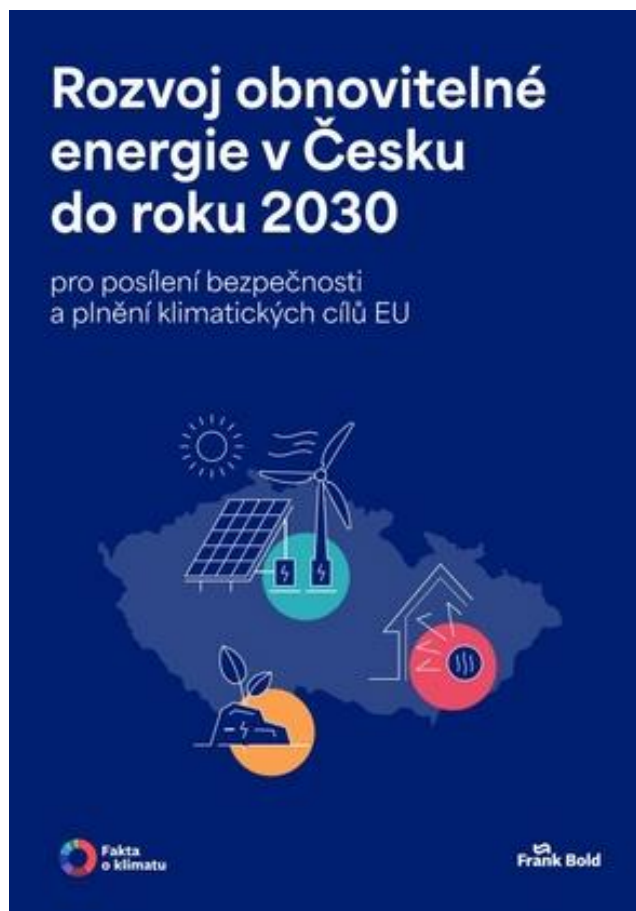 Rozvoj obnovitelné
energie v Česku
do roku 2030
pro posílení bezpečnosti
a plnění klimatických cílů EU
Fakta
o klimatu
Frank Bold